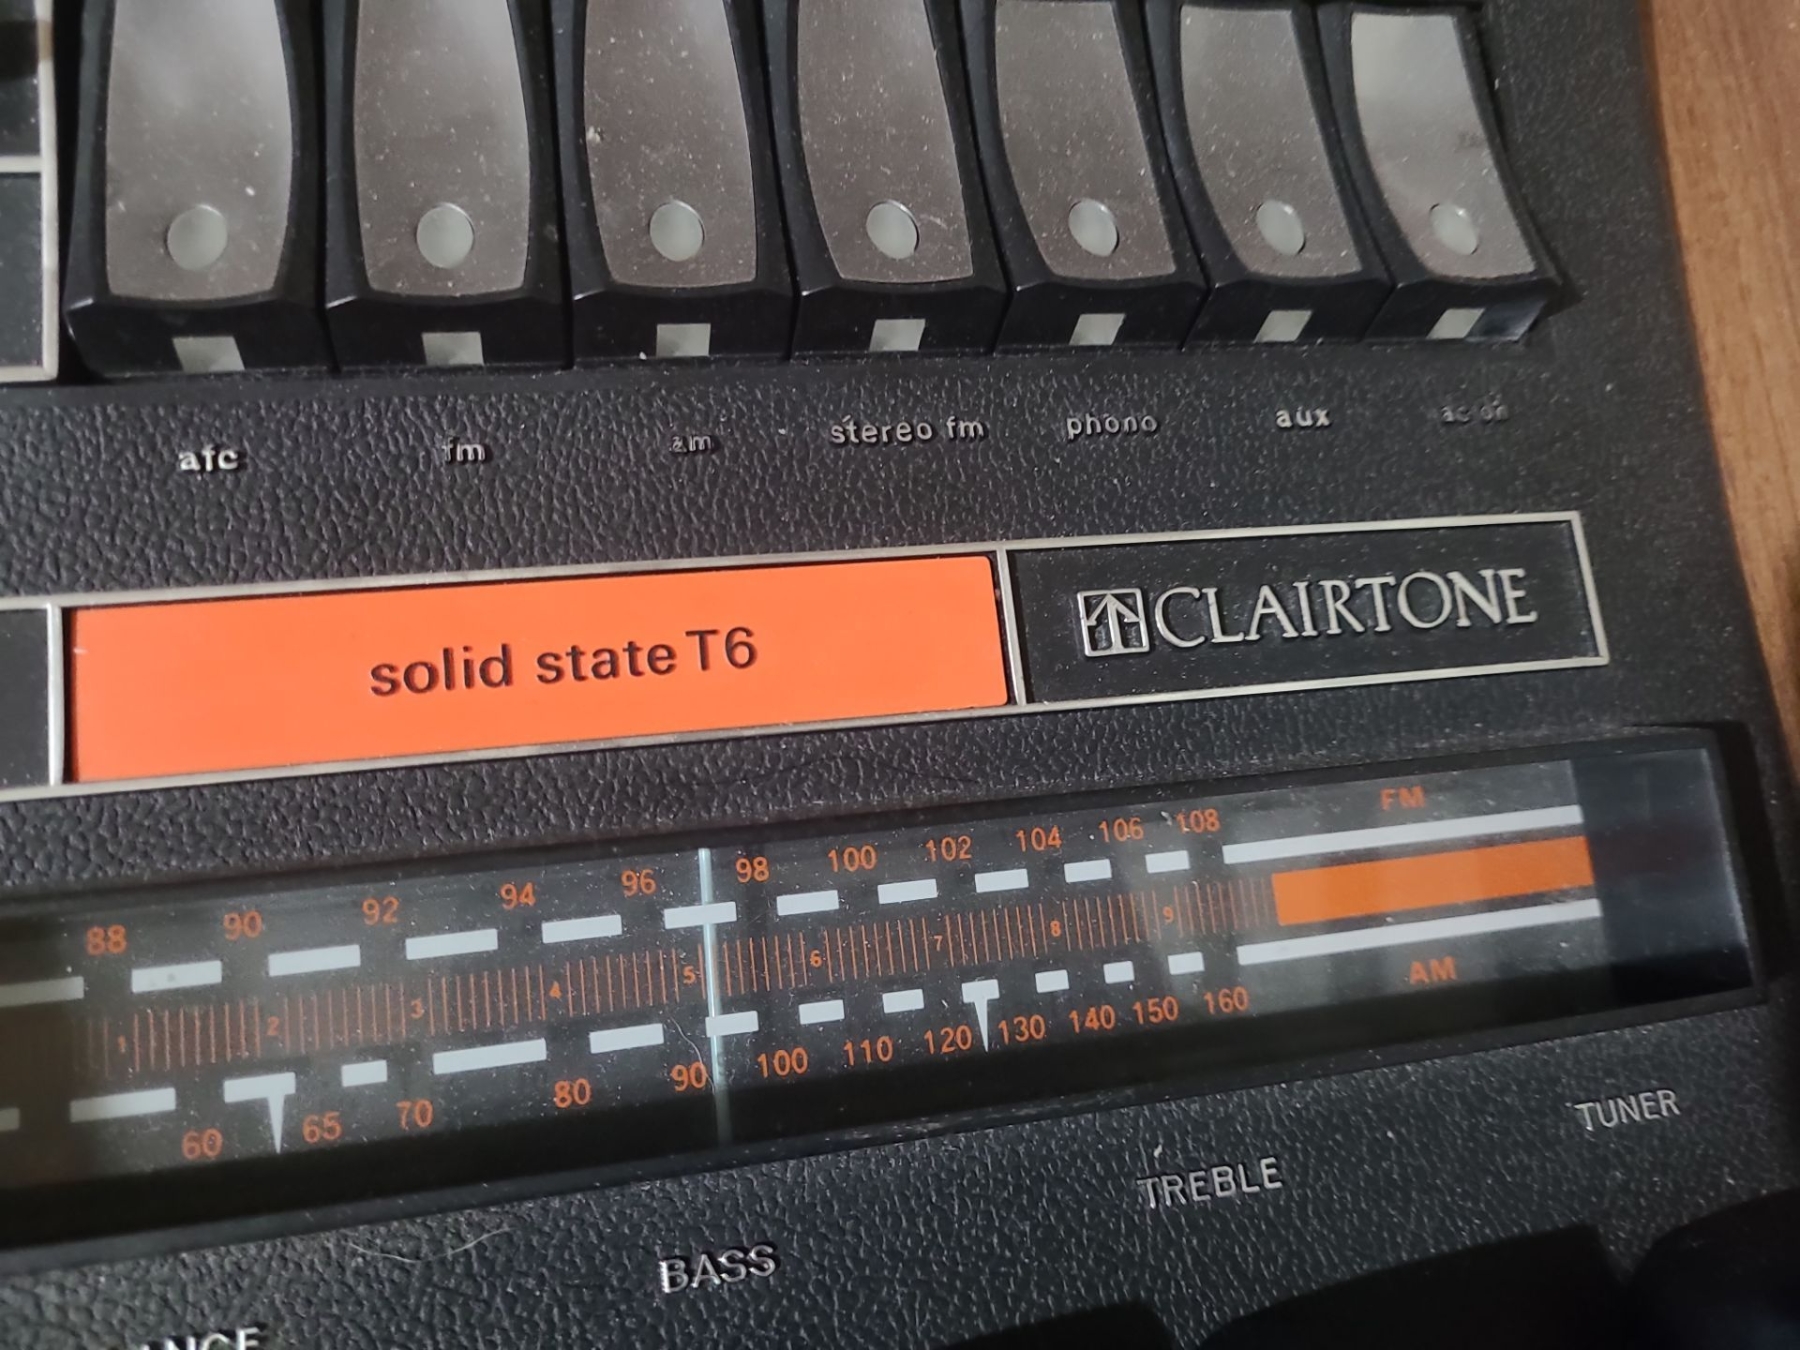 afc fm am stereo fm phono aux ac on
solid state T6 CLAIRTONE
FM
88 90 92 94 96 98 100 102 104 106 108
1 2 3 4 5 6 7 8 9
60 65 70 80 90 100 110 120 130 140 150 160
AM
TUNER
TREBLE
BASS